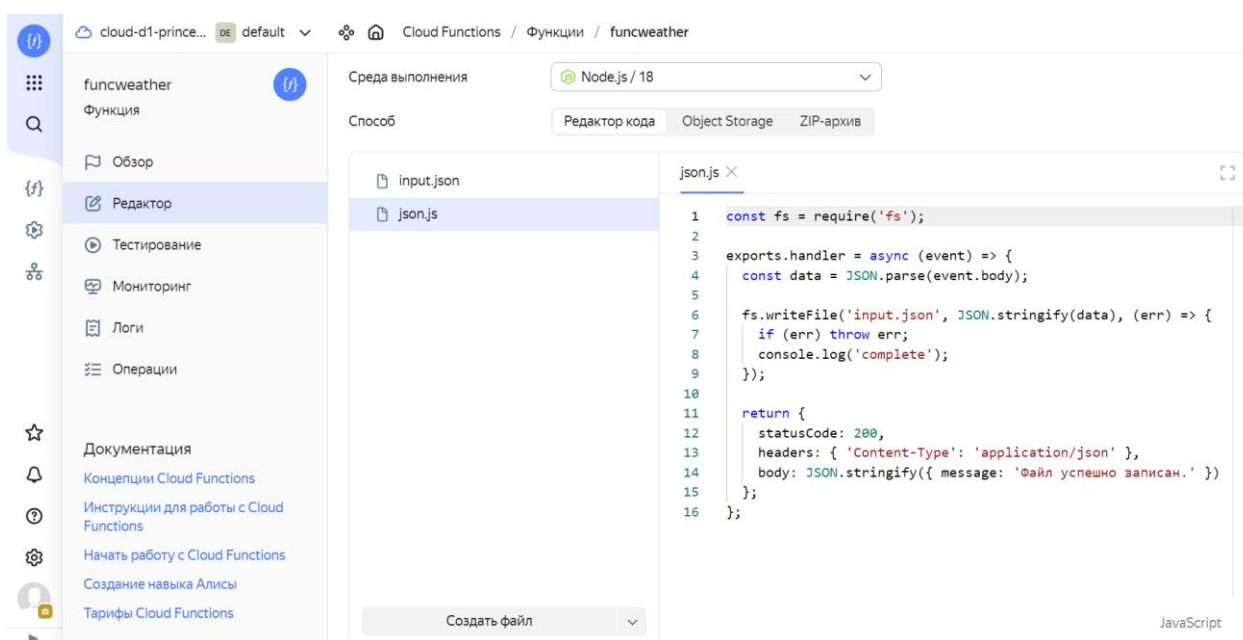 {f}
cloud-d1-prince... DE default
Cloud Functions / Функции / funcweather
funcweather
{f}
Функция
Обзор
Редактор
Тестирование
Мониторинг
Логи
Операции
Документация
Концепции Cloud Functions
Инструкции для работы с Cloud
Functions
Начать работу с Cloud Functions
Создание навыка Алисы
Тарифы Cloud Functions
{f}
Среда выполнения
Node.js / 18
Способ
Редактор кода Object Storage ZIP-архив
input.json
json.js
Создать файл
json.js
1 const fs = require('fs');
2
3 exports.handler = async (event) => {
4 const data = JSON.parse(event.body);
5
6 fs.writeFile('input.json', JSON.stringify(data), (err) => {
7 if (err) throw err;
8 console.log('complete');
9 });
10
11 return {
12 statusCode: 200,
13 headers: { 'Content-Type': 'application/json' },
14 body: JSON.stringify({ message: 'Файл успешно записан.' })
15 };
16 };
JavaScript